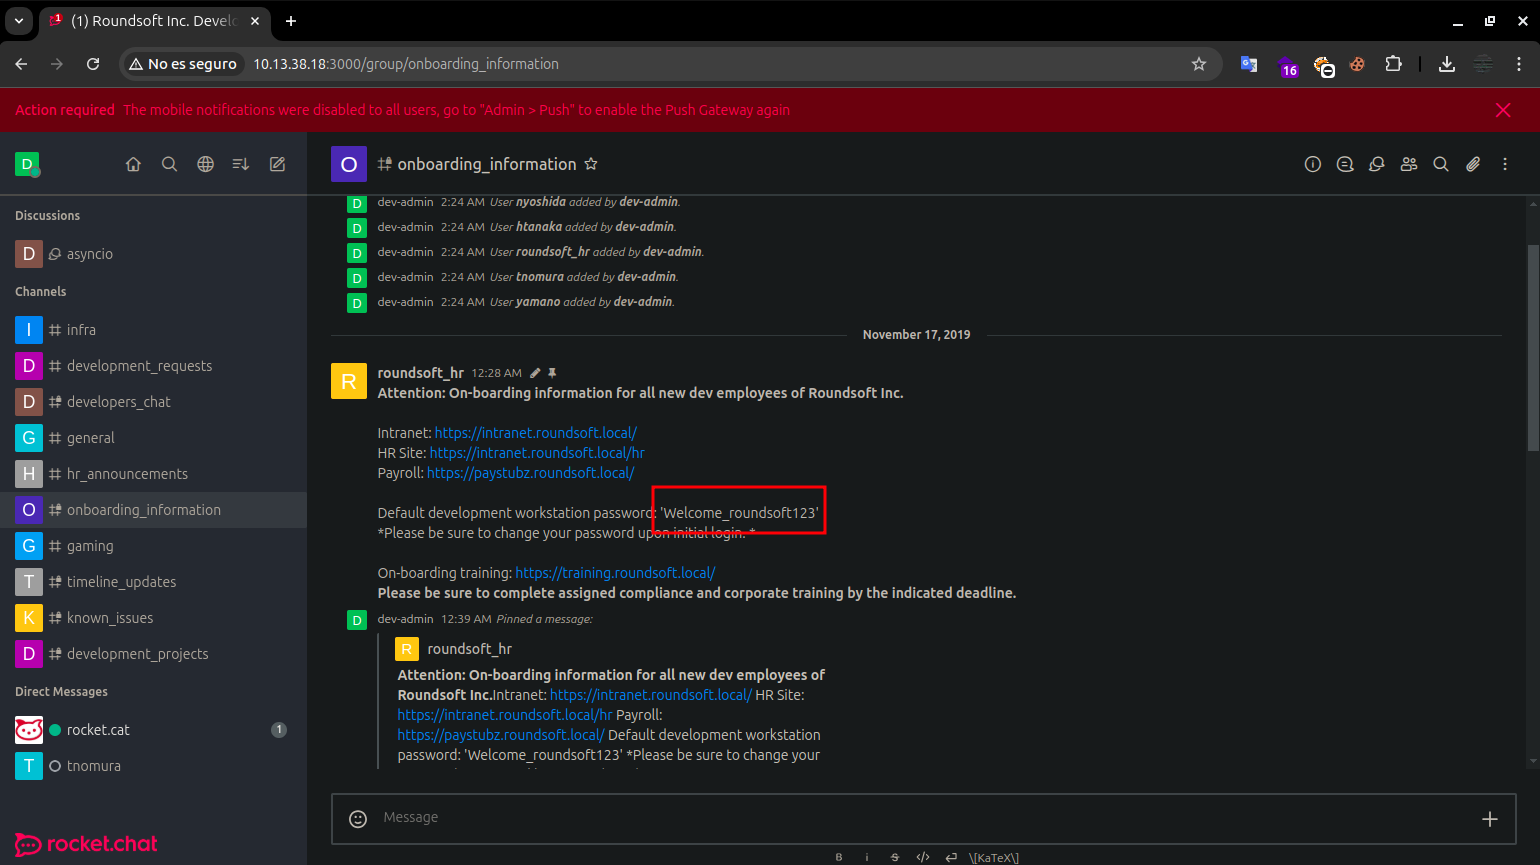 (1) Roundsoft Inc. Devel
No es seguro 10.13.38.18:3000/group/onboarding_information
16
Action required The mobile notifications were disabled to all users, go to "Admin > Push" to enable the Push Gateway again
D
Discussions
D asyncio
Channels
I infra
D development_requests
D developers_chat
G general
H hr_announcements
O onboarding_information
G gaming
T timeline_updates
K known_issues
D development_projects
Direct Messages
rocket.cat 1
T tnomura
rocket.chat
O onboarding_information
D dev-admin 2:24 AM User nyoshida added by dev-admin.
D dev-admin 2:24 AM User htanaka added by dev-admin.
D dev-admin 2:24 AM User roundsoft_hr added by dev-admin.
D dev-admin 2:24 AM User tnomura added by dev-admin.
D dev-admin 2:24 AM User yamano added by dev-admin.
November 17, 2019
R roundsoft_hr 12:28 AM
Attention: On-boarding information for all new dev employees of Roundsoft Inc.
Intranet: https://intranet.roundsoft.local/
HR Site: https://intranet.roundsoft.local/hr
Payroll: https://paystubz.roundsoft.local/
Default development workstation password: 'Welcome_roundsoft123'
*Please be sure to change your password upon initial login. *
On-boarding training: https://training.roundsoft.local/
Please be sure to complete assigned compliance and corporate training by the indicated deadline.
D dev-admin 12:39 AM Pinned a message:
R roundsoft_hr
Attention: On-boarding information for all new dev employees of
Roundsoft Inc.Intranet: https://intranet.roundsoft.local/ HR Site:
https://intranet.roundsoft.local/hr Payroll:
https://paystubz.roundsoft.local/ Default development workstation
password: 'Welcome_roundsoft123' *Please be sure to change your
Message
B i S </> \[KaTeX\]